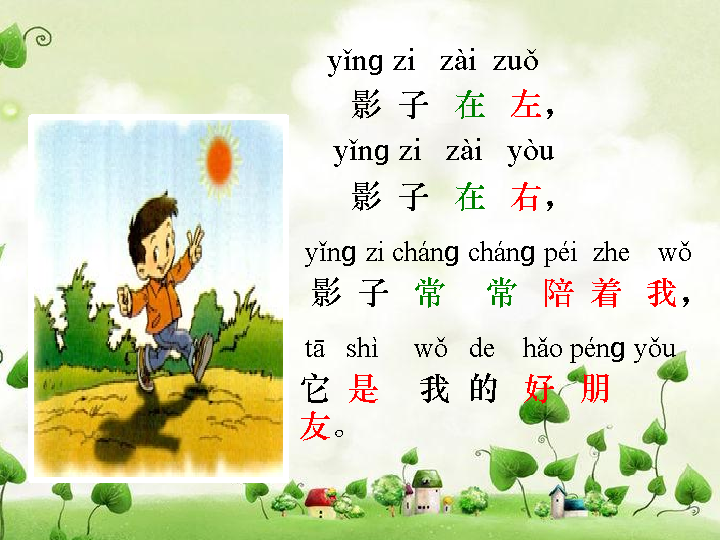 yǐng zi zài zuǒ
影 子 在 左，
yǐng zi zài yòu
影 子 在 右，
yǐng zi cháng cháng péi zhe wǒ
影 子 常 常 陪 着 我，
tā shì wǒ de hǎo péng yǒu
它 是 我 的 好 朋
友。